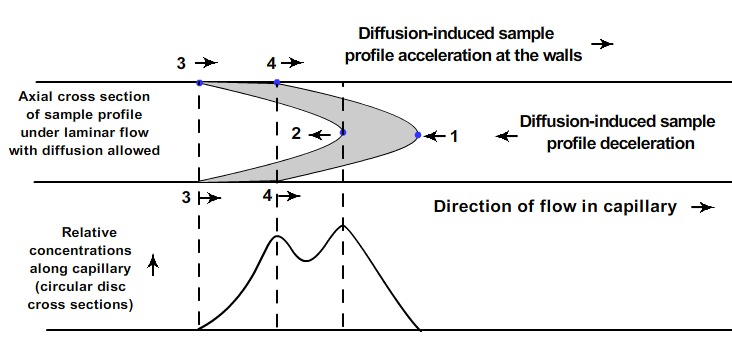 Diffusion-induced sample
profile acceleration at the walls
3
4
Axial cross section
of sample profile
under laminar flow
with diffusion allowed
2
1
Diffusion-induced sample
profile deceleration
3
4
Direction of flow in capillary
Relative
concentrations
along capillary
(circular disc
cross sections)